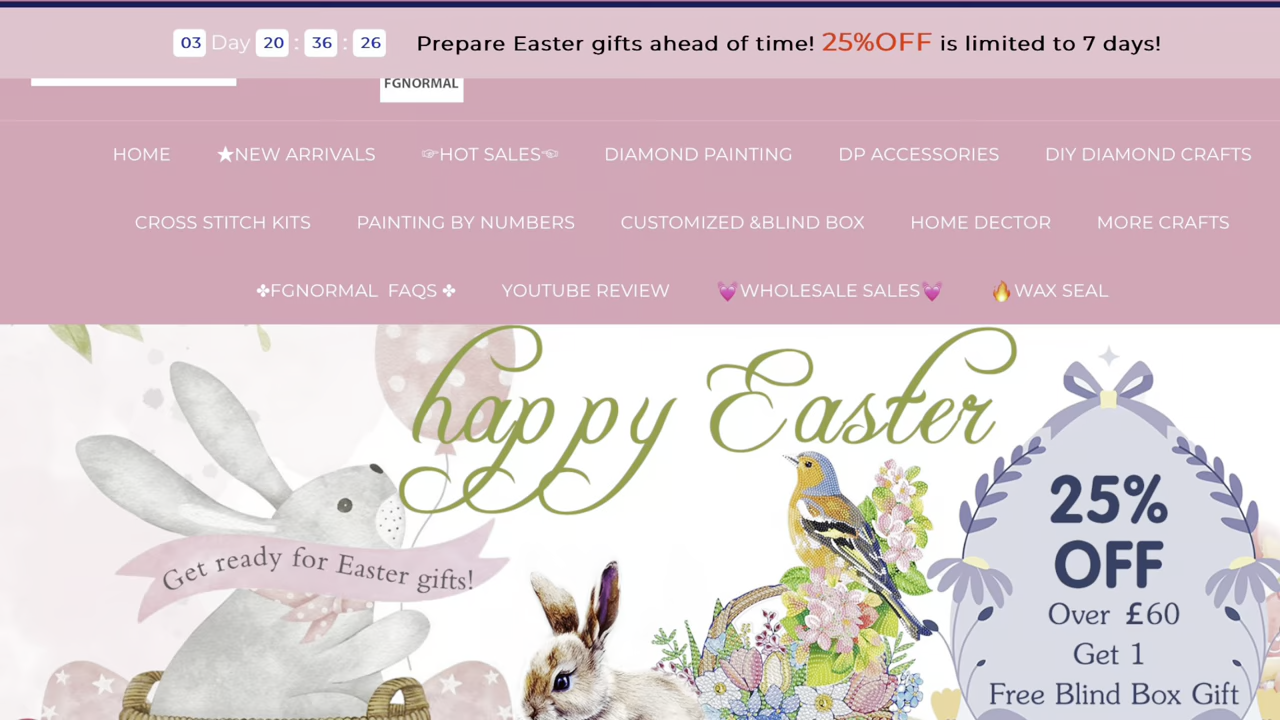 03 Day 20 : 36 : 26 Prepare Easter gifts ahead of time! 25%OFF is limited to 7 days!
FGNORMAL
HOME ★NEW ARRIVALS ☞HOT SALES☜ DIAMOND PAINTING DP ACCESSORIES DIY DIAMOND CRAFTS
CROSS STITCH KITS PAINTING BY NUMBERS CUSTOMIZED &BLIND BOX HOME DECTOR MORE CRAFTS
✤FGNORMAL FAQS ✤ YOUTUBE REVIEW 💗WHOLESALE SALES💗 🔥WAX SEAL
happy Easter
Get ready for Easter gifts!
25%
OFF
Over £60
Get 1
Free Blind Box Gift